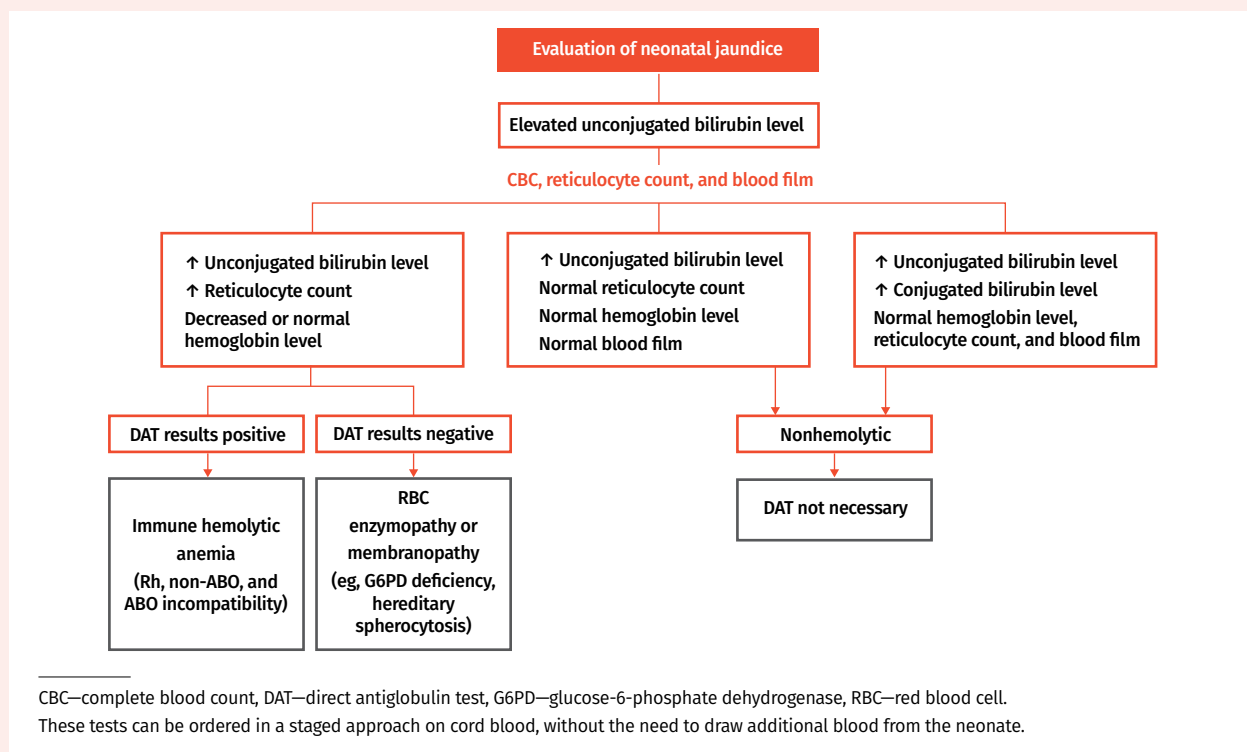 Evaluation of neonatal jaundice
Elevated unconjugated bilirubin level
CBC, reticulocyte count, and blood film
↑ Unconjugated bilirubin level
↑ Reticulocyte count
Decreased or normal
hemoglobin level
↑ Unconjugated bilirubin level
Normal reticulocyte count
Normal hemoglobin level
Normal blood film
↑ Unconjugated bilirubin level
↑ Conjugated bilirubin level
Normal hemoglobin level,
reticulocyte count, and blood film
DAT results positive
DAT results negative
Nonhemolytic
Immune hemolytic
anemia
(Rh, non-ABO, and
ABO incompatibility)
RBC
enzymopathy or
membranopathy
(eg, G6PD deficiency,
hereditary
spherocytosis)
DAT not necessary
CBC—complete blood count, DAT—direct antiglobulin test, G6PD—glucose-6-phosphate dehydrogenase, RBC—red blood cell.
These tests can be ordered in a staged approach on cord blood, without the need to draw additional blood from the neonate.